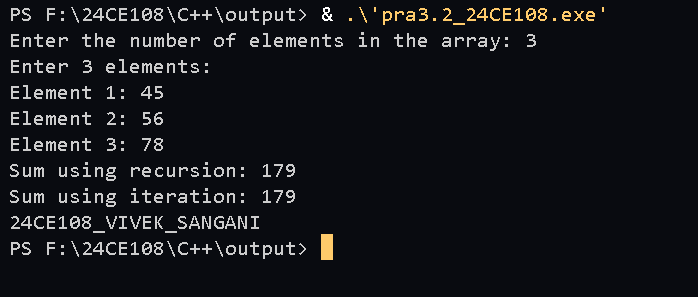 PS F:\24CE108\C++\output> & .\'pra3.2_24CE108.exe'
Enter the number of elements in the array: 3
Enter 3 elements:
Element 1: 45
Element 2: 56
Element 3: 78
Sum using recursion: 179
Sum using iteration: 179
24CE108_VIVEK_SANGANI
PS F:\24CE108\C++\output>